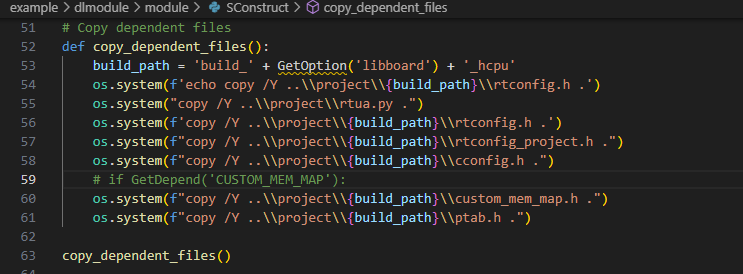 example > dlmodule > module > SConstruct > copy_dependent_files
51 # Copy dependent files
52 def copy_dependent_files():
53 build_path = 'build_' + GetOption('libboard') + '_hcpu'
54 os.system(f'echo copy /Y ..\\project\\{build_path}\\rtconfig.h .')
55 os.system("copy /Y ..\\project\\rtua.py .")
56 os.system(f'copy /Y ..\\project\\{build_path}\\rtconfig.h .')
57 os.system(f"copy /Y ..\\project\\{build_path}\\rtconfig_project.h .")
58 os.system(f"copy /Y ..\\project\\{build_path}\\cconfig.h .")
59 # if GetDepend('CUSTOM_MEM_MAP'):
60 os.system(f"copy /Y ..\\project\\{build_path}\\custom_mem_map.h .")
61 os.system(f"copy /Y ..\\project\\{build_path}\\ptab.h .")
62
63 copy_dependent_files()